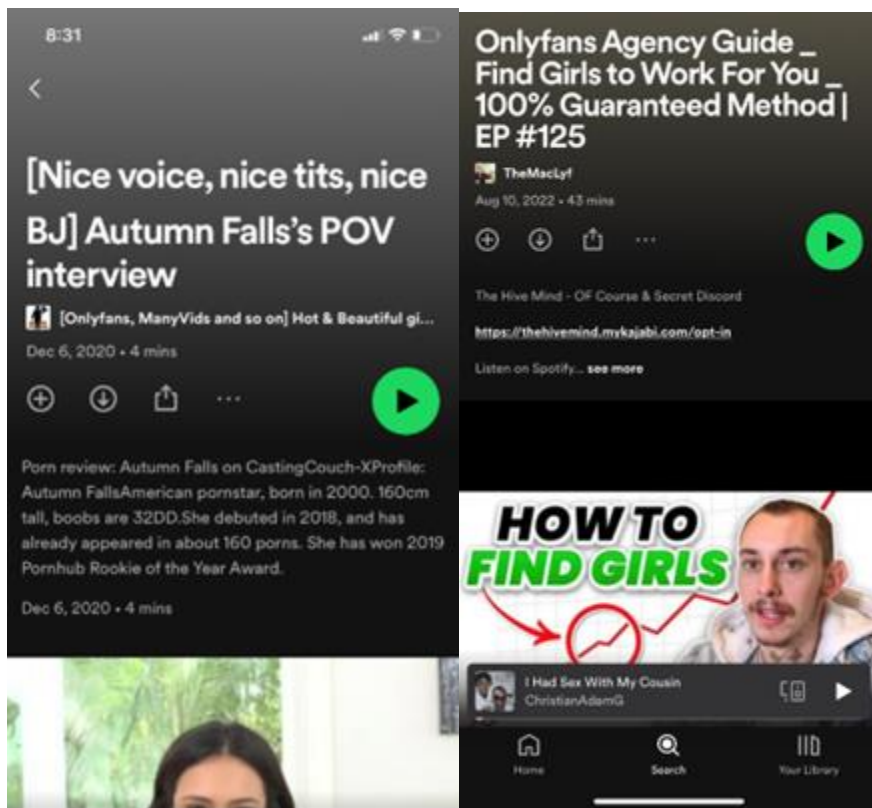 8:31
[Nice voice, nice tits, nice
BJ] Autumn Falls's POV
interview
[Onlyfans, ManyVids and so on] Hot & Beautiful gi...
Dec 6, 2020 • 4 mins
Porn review: Autumn Falls on CastingCouch-XProfile:
Autumn FallsAmerican pornstar, born in 2000. 160cm
tall, boobs are 32DD.She debuted in 2018, and has
already appeared in about 160 porns. She has won 2019
Pornhub Rookie of the Year Award.
Dec 6, 2020 • 4 mins
Onlyfans Agency Guide _
Find Girls to Work For You _
100% Guaranteed Method |
EP #125
TheMacLyf
Aug 10, 2022 • 43 mins
The Hive Mind - OF Course & Secret Discord
https://thehivemind.mykajabi.com/opt-in
Listen on Spotify... see more
HOW TO
FIND GIRLS
I Had Sex With My Cousin
ChristianAdamG
Home
Search
Your Library